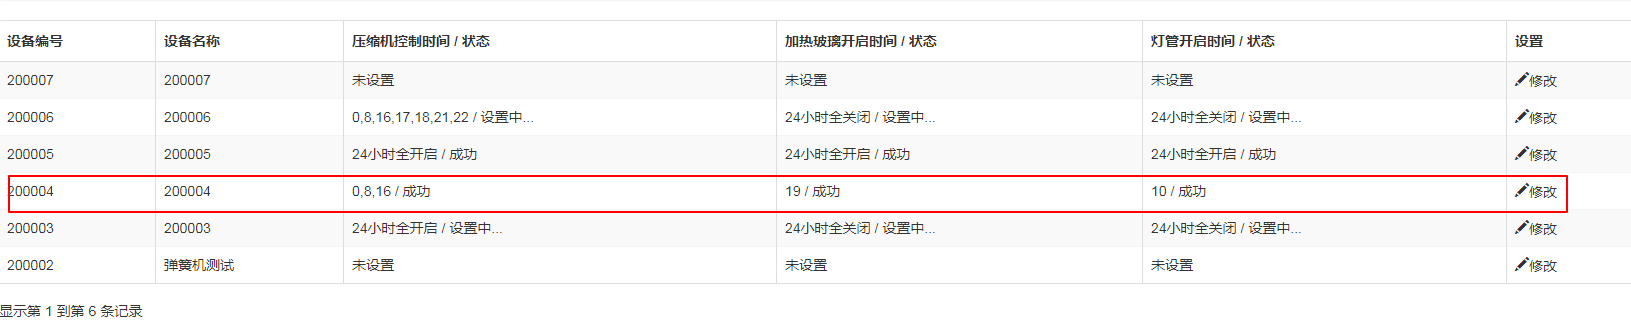 设备编号 设备名称 压缩机控制时间 / 状态 加热玻璃开启时间 / 状态 灯管开启时间 / 状态 设置
200007 200007 未设置 未设置 未设置 修改
200006 200006 0,8,16,17,18,21,22 / 设置中... 24小时全关闭 / 设置中... 24小时全关闭 / 设置中... 修改
200005 200005 24小时全开启 / 成功 24小时全开启 / 成功 24小时全开启 / 成功 修改
200004 200004 0,8,16 / 成功 19 / 成功 10 / 成功 修改
200003 200003 24小时全开启 / 设置中... 24小时全关闭 / 设置中... 24小时全关闭 / 设置中... 修改
200002 弹簧机测试 未设置 未设置 未设置 修改
显示第 1 到第 6 条记录